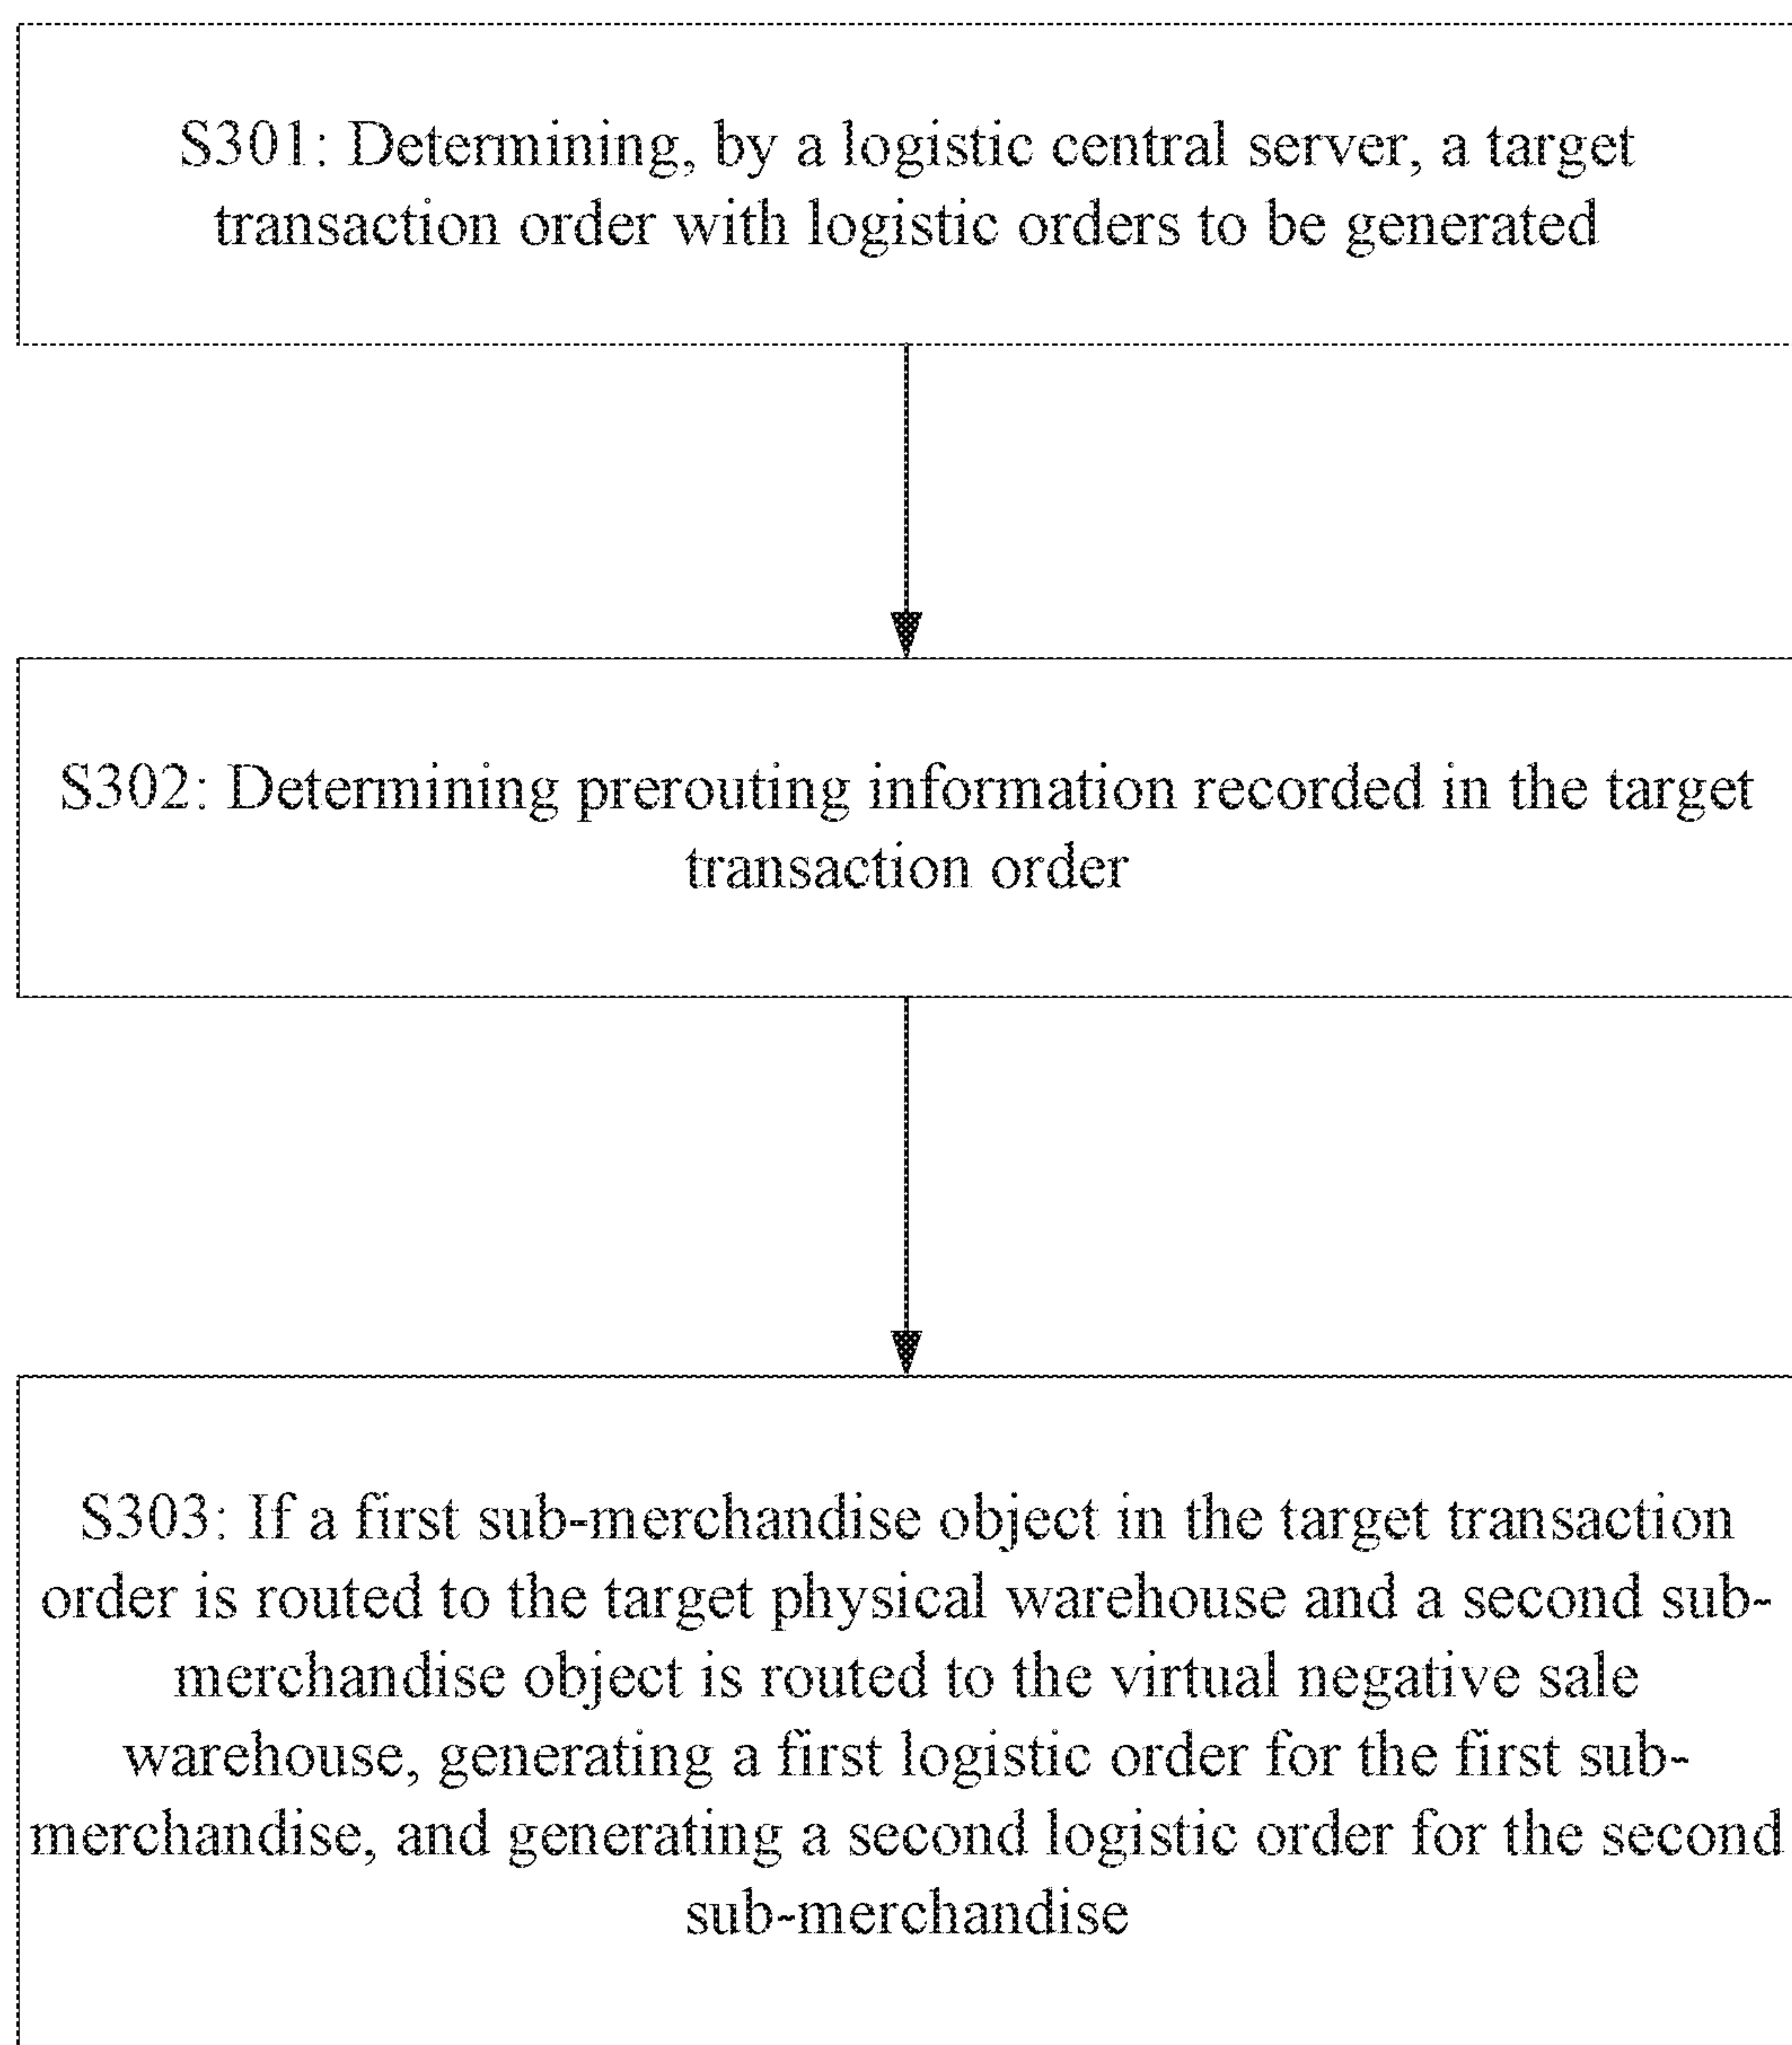 S301: Determining, by a logistic central server, a target
transaction order with logistic orders to be generated
S302: Determining prerouting information recorded in the target
transaction order
S303: If a first sub-merchandise object in the target transaction
order is routed to the target physical warehouse and a second sub-
merchandise object is routed to the virtual negative sale
warehouse, generating a first logistic order for the first sub-
merchandise, and generating a second logistic order for the second
sub-merchandise